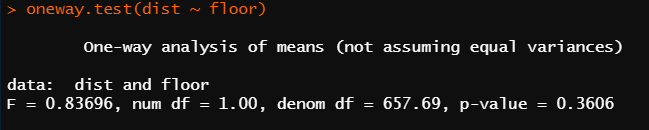 > oneway.test(dist ~ floor)
One-way analysis of means (not assuming equal variances)
data:  dist and floor
F = 0.83696, num df = 1.00, denom df = 657.69, p-value = 0.3606